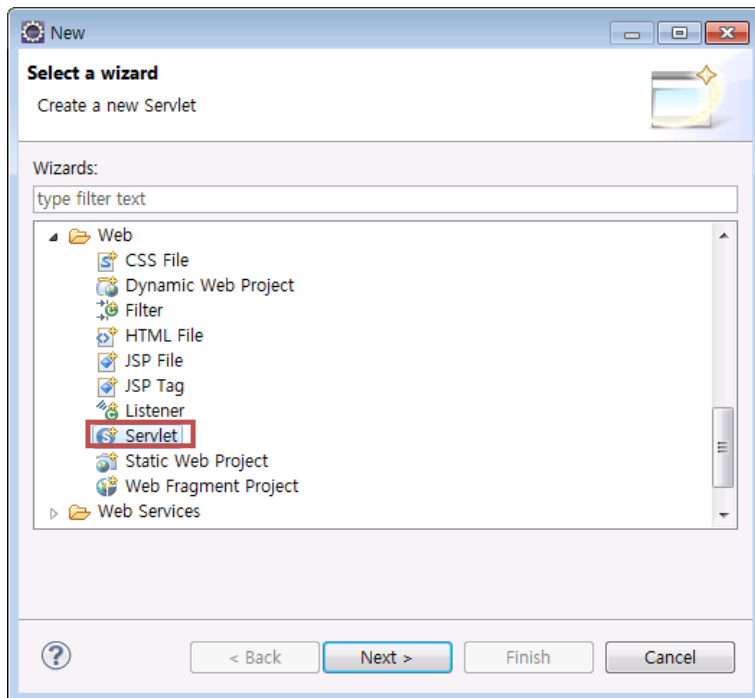 New
Select a wizard
Create a new Servlet
Wizards:
type filter text
Web
CSS File
Dynamic Web Project
Filter
HTML File
JSP File
JSP Tag
Listener
Servlet
Static Web Project
Web Fragment Project
Web Services
? < Back Next > Finish Cancel